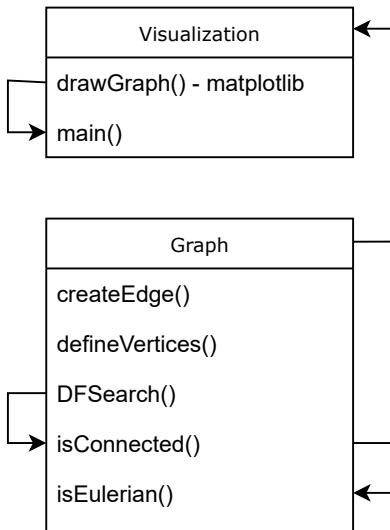 Visualization
drawGraph() - matplotlib
main()
Graph
createEdge()
defineVertices()
DFSearch()
isConnected()
isEulerian()